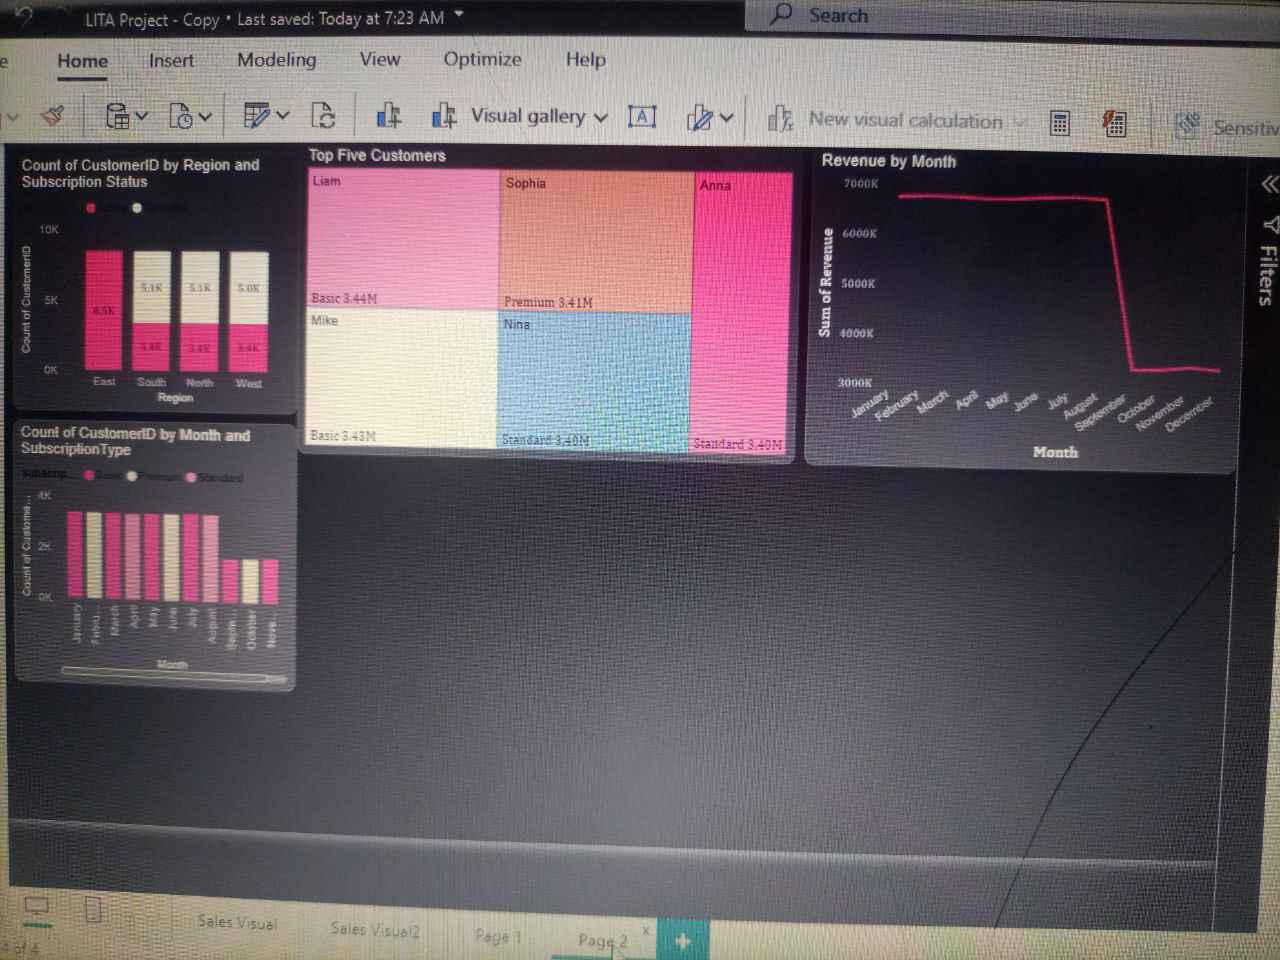 LITA Project - Copy • Last saved: Today at 7:23 AM
Search
e Home Insert Modeling View Optimize Help
Visual gallery New visual calculation Sensitiv
Count of CustomerID by Region and
Subscription Status
10K
5K
0K
Count of CustomerID
8.5K
5.1K 5.1K 5.0K
3.4K 3.4K 3.4K
East South North West
Region
Top Five Customers
Liam
Basic 3.44M
Sophia
Premium 3.41M
Anna
Standard 3.40M
Mike
Basic 3.43M
Nina
Standard 3.40M
Revenue by Month
7000K
6000K
5000K
4000K
3000K
Sum of Revenue
January February March April May June July August September October November December
Month
Filters
Count of CustomerID by Month and
SubscriptionType
Subscrip... Basic Premium Standard
4K
2K
0K
Count of Custome...
January Febru... March April May June July August Septe... October Nove...
Month
Sales Visual Sales Visual2 Page 1 Page 2 x +
4 of 4